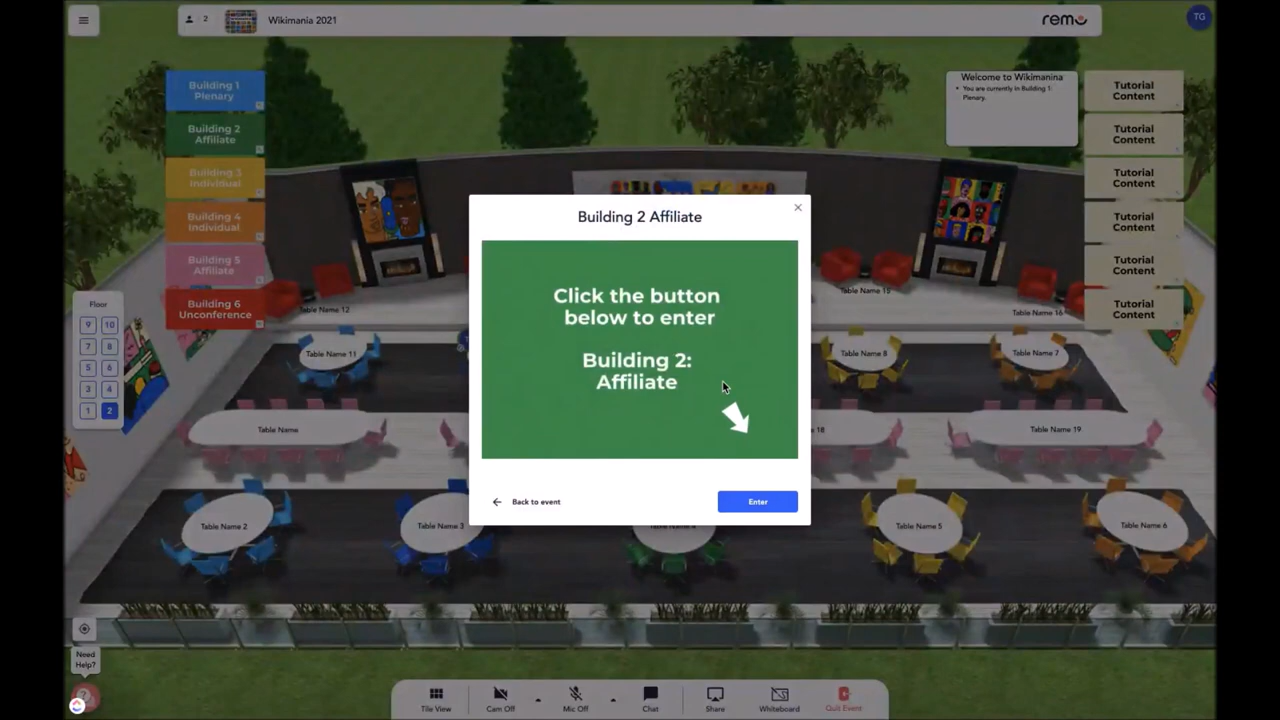 2
Wikimania 2021
remo
TG
Building 1
Plenary
Building 2
Affiliate
Building 3
Individual
Building 4
Individual
Building 5
Affiliate
Building 6
Unconference
Welcome to Wikimanina
• You are currently in Building 1:
Plenary.
Tutorial
Content
Tutorial
Content
Tutorial
Content
Tutorial
Content
Tutorial
Content
Tutorial
Content
Floor
9 10
7 8
5 6
3 4
1 2
Building 2 Affiliate
Click the button
below to enter
Building 2:
Affiliate
Back to event
Enter
Table Name 12
Table Name 16
Table Name 11
Table Name 8
Table Name 7
Table Name
18
Table Name 19
Table Name 2
Table Name 3
Table Name 5
Table Name 6
Need
Help?
?
Tile View
Cam Off
Mic Off
Chat
Share
Whiteboard
Quit Event